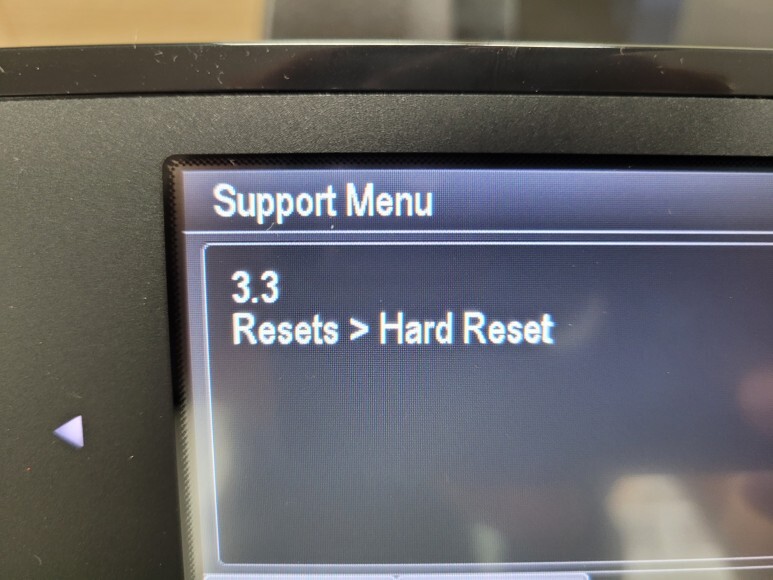 Support Menu
3.3
Resets > Hard Reset